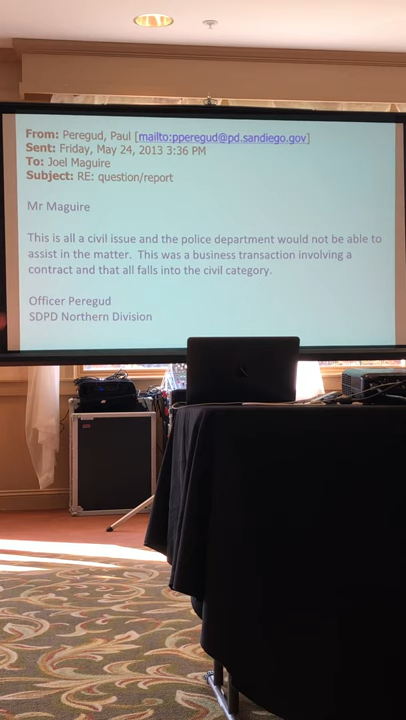 From: Peregud, Paul [mailto:pperegud@pd.sandiego.gov]
Sent: Friday, May 24, 2013 3:36 PM
To: Joel Maguire
Subject: RE: question/report
Mr Maguire
This is all a civil issue and the police department would not be able to
assist in the matter.  This was a business transaction involving a
contract and that all falls into the civil category.
Officer Peregud
SDPD Northern Division